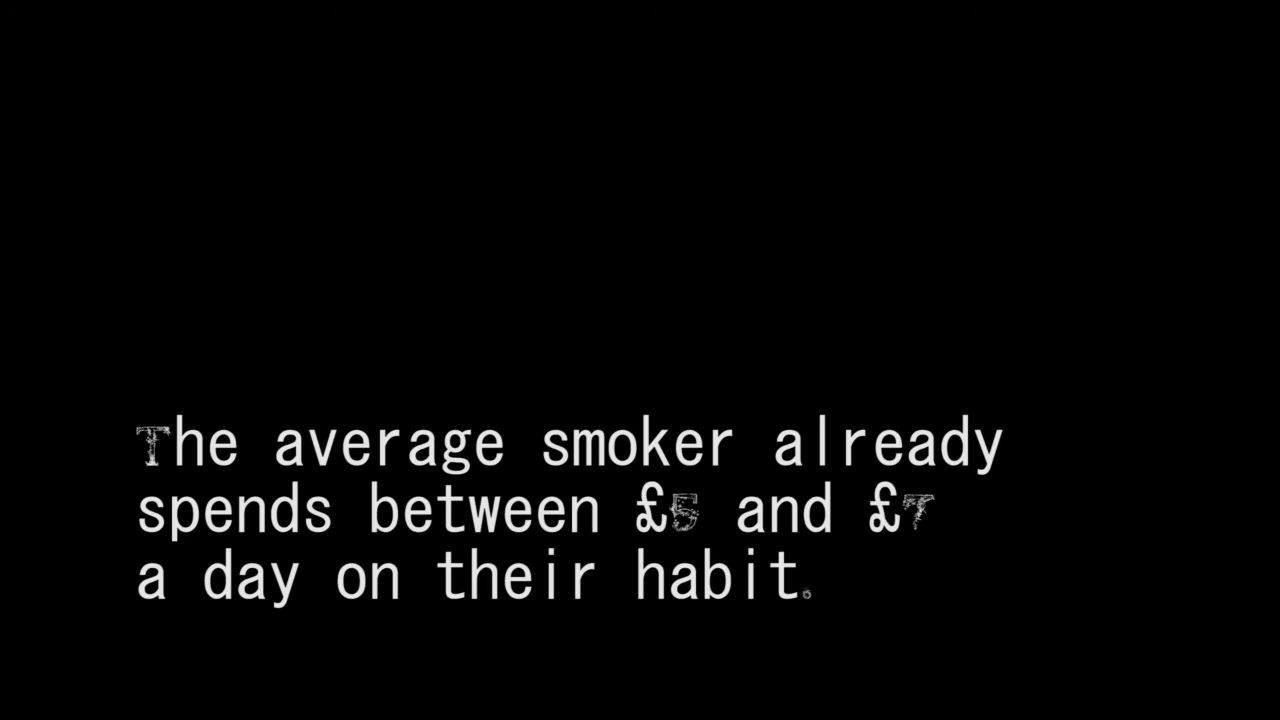 The average smoker already
spends between £5 and £7
a day on their habit.